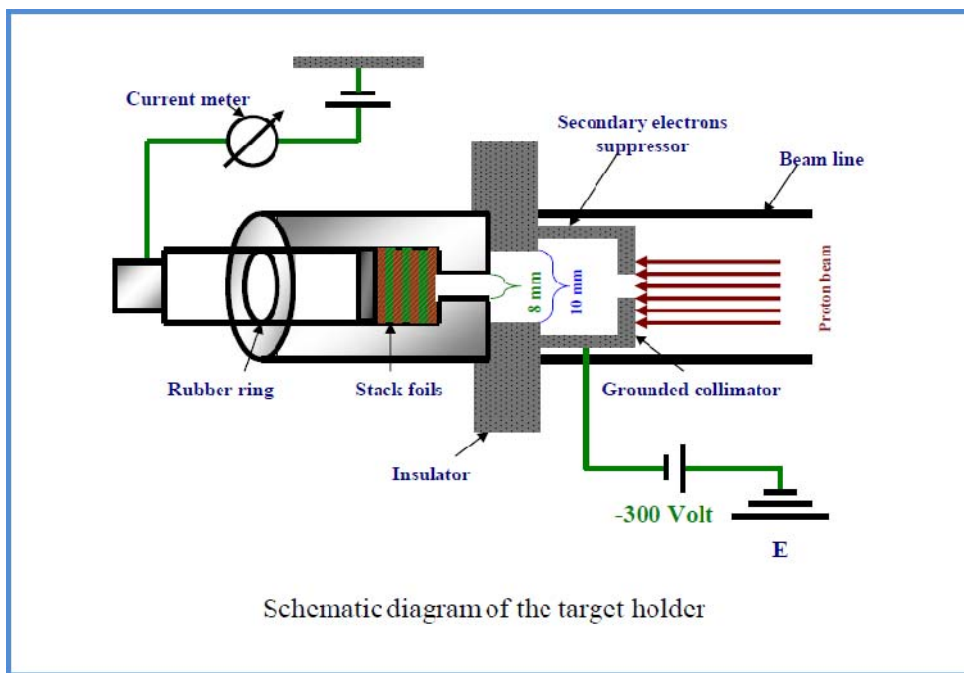 Current meter
Secondary electrons
suppressor
Beam line
8 mm
10 mm
Proton beam
Rubber ring
Stack foils
Grounded collimator
Insulator
-300 Volt
E
Schematic diagram of the target holder